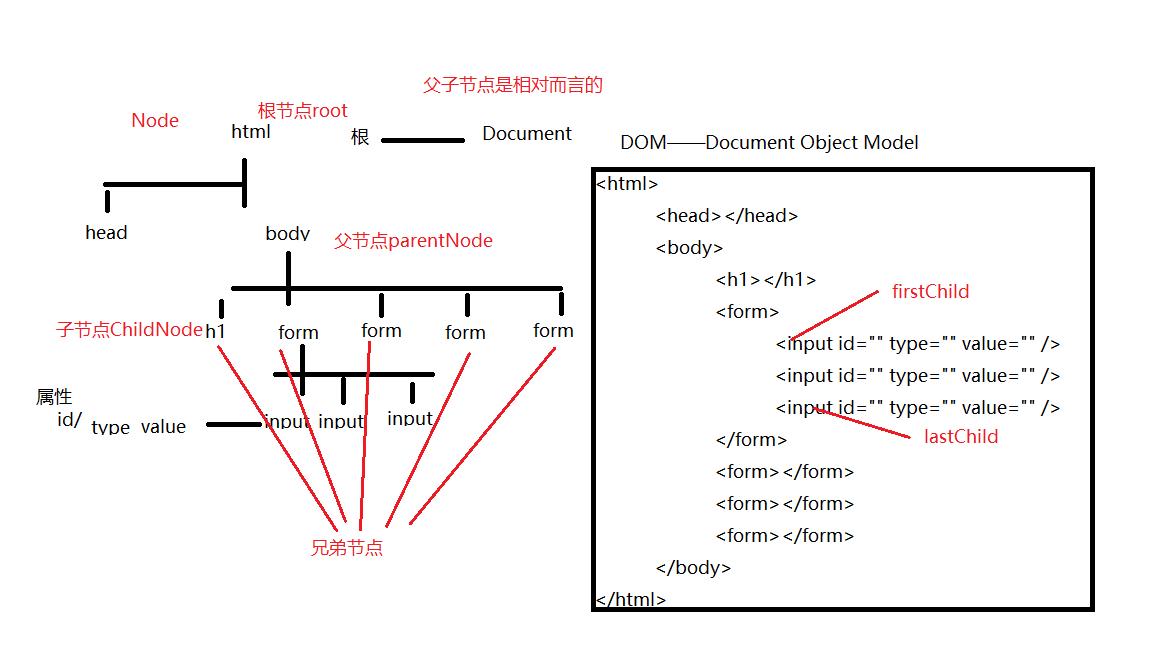 父子节点是相对而言的
Node
根节点root
html
根
Document
head
body
父节点parentNode
子节点ChildNode
h1
form
form
form
form
属性
id/
type value
input
input
input
兄弟节点
DOM——Document Object Model
<html>
<head></head>
<body>
<h1></h1>
<form>
firstChild
<input id="" type="" value="" />
<input id="" type="" value="" />
<input id="" type="" value="" />
lastChild
</form>
<form></form>
<form></form>
<form></form>
</body>
</html>